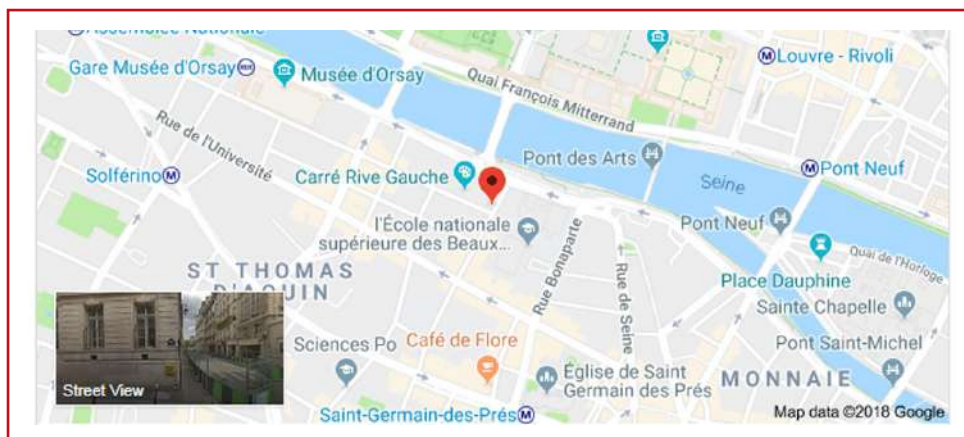 Assemblée Nationale
Gare Musée d'Orsay
Musée d'Orsay
Louvre - Rivoli
Quai François Mitterrand
Rue de l'Université
Solférino
Carré Rive Gauche
Pont des Arts
Pont Neuf
Seine
l'École nationale
supérieure des Beaux...
Pont Neuf
Quai de l'Horloge
Rue Bonaparte
Rue de Seine
Place Dauphine
ST THOMAS
D'AQUIN
Sainte Chapelle
Sciences Po
Café de Flore
Pont Saint-Michel
Église de Saint
Germain des Prés
MONNAIE
Street View
Saint-Germain-des-Prés
Map data ©2018 Google